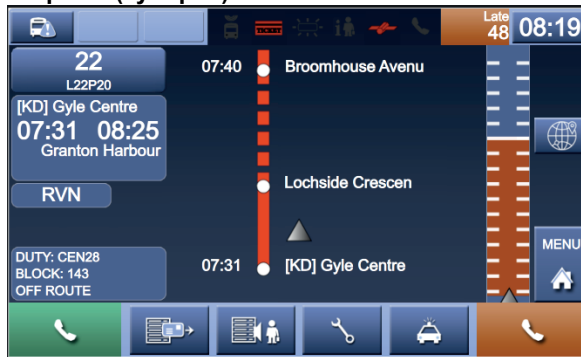 Late
48
08:19
22
L22P20
[KD] Gyle Centre
07:31 08:25
Granton Harbour
RVN
DUTY: CEN28
BLOCK: 143
OFF ROUTE
07:40 Broomhouse Avenu
Lochside Crescen
07:31 [KD] Gyle Centre
MENU